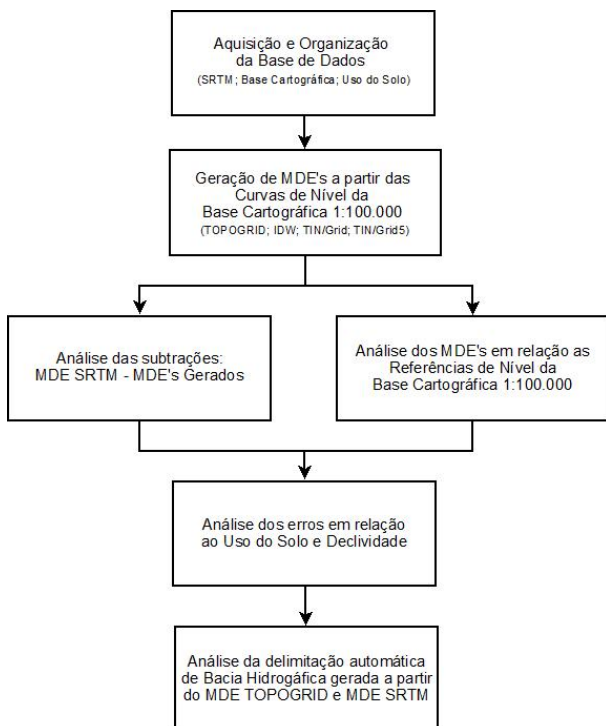 Aquisição e Organização
da Base de Dados
(SRTM; Base Cartográfica; Uso do Solo)
Geração de MDE's a partir das
Curvas de Nível da
Base Cartográfica 1:100.000
(TOPOGRID; IDW; TIN/Grid; TIN/Grid5)
Análise das subtrações:
MDE SRTM - MDE's Gerados
Análise dos MDE's em relação as
Referências de Nível da
Base Cartográfica 1:100.000
Análise dos erros em relação
ao Uso do Solo e Declividade
Análise da delimitação automática
de Bacia Hidrogáfica gerada a partir
do MDE TOPOGRID e MDE SRTM